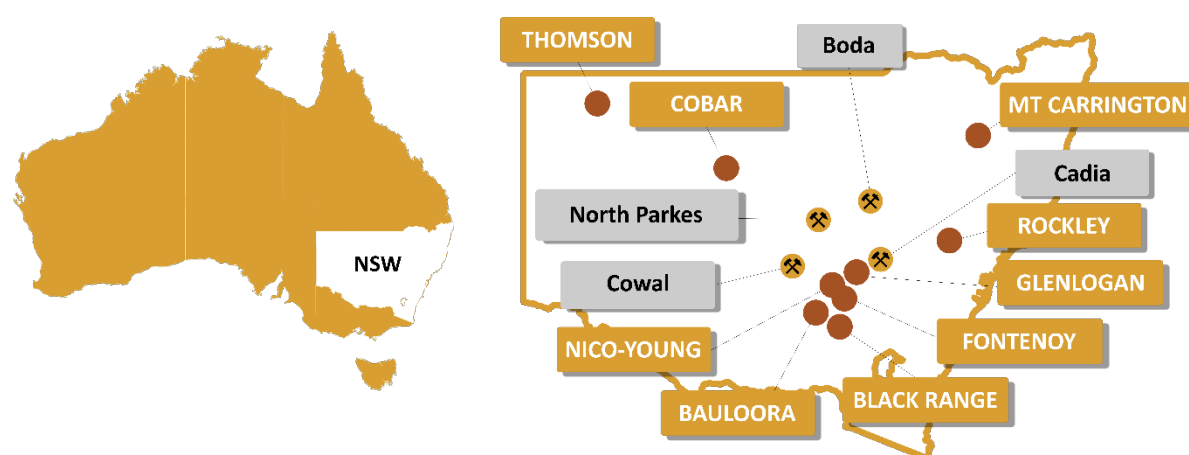 NSW
THOMSON
Boda
COBAR
MT CARRINGTON
Cadia
North Parkes
ROCKLEY
Cowal
GLENLOGAN
NICO-YOUNG
FONTENOY
BAULOORA
BLACK RANGE